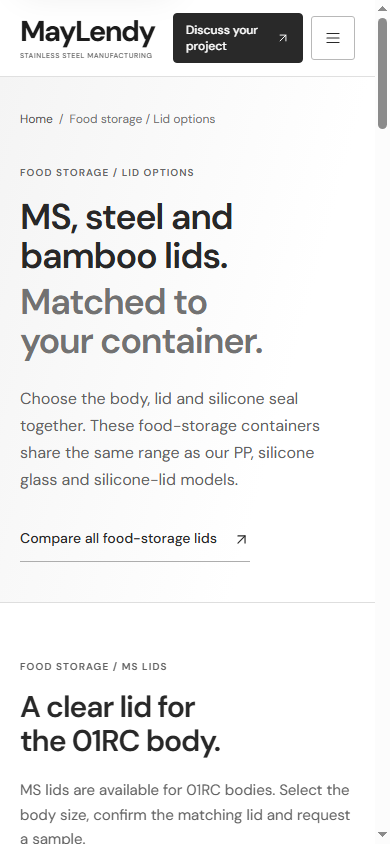 MayLendy
STAINLESS STEEL MANUFACTURING
Discuss your
project
Home / Food storage / Lid options
FOOD STORAGE / LID OPTIONS
MS, steel and
bamboo lids.
Matched to
your container.
Choose the body, lid and silicone seal
together. These food-storage containers
share the same range as our PP, silicone
glass and silicone-lid models.
Compare all food-storage lids
FOOD STORAGE / MS LIDS
A clear lid for
the 01RC body.
MS lids are available for 01RC bodies. Select the
body size, confirm the matching lid and request
a sample.